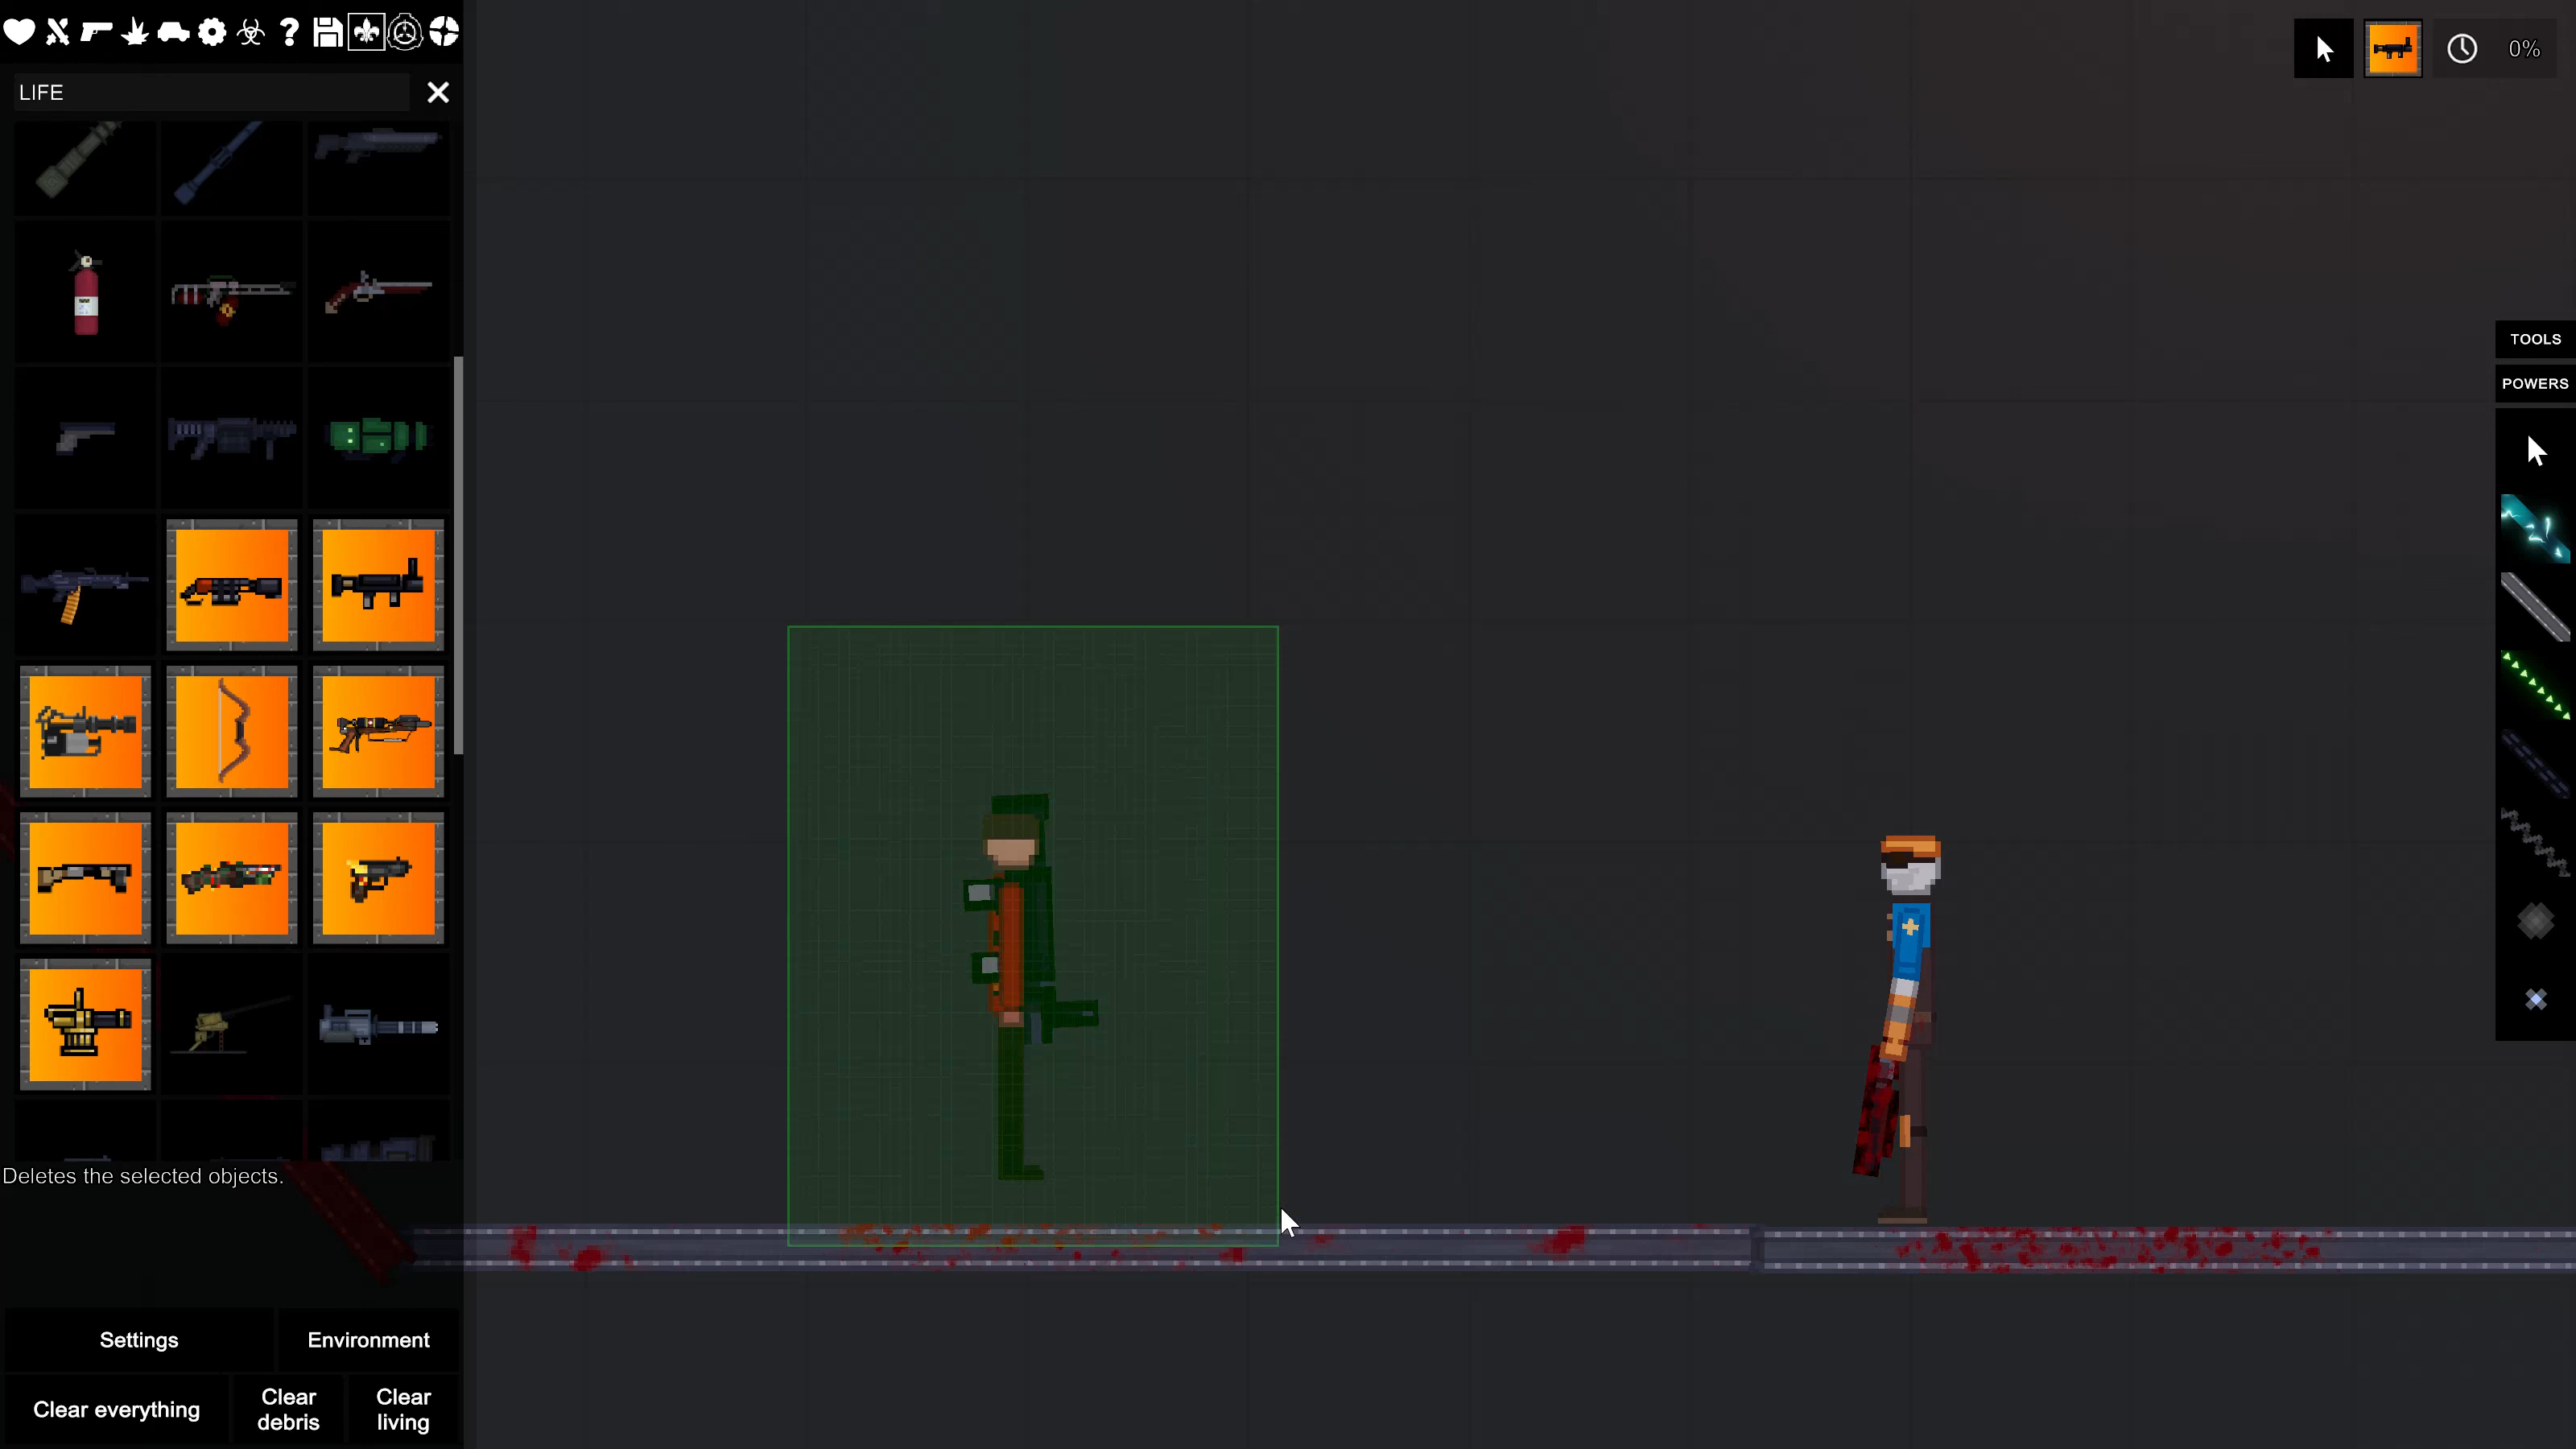 LIFE
0%
TOOLS
POWERS
Deletes the selected objects.
Settings
Environment
Clear everything
Clear
debris
Clear
living